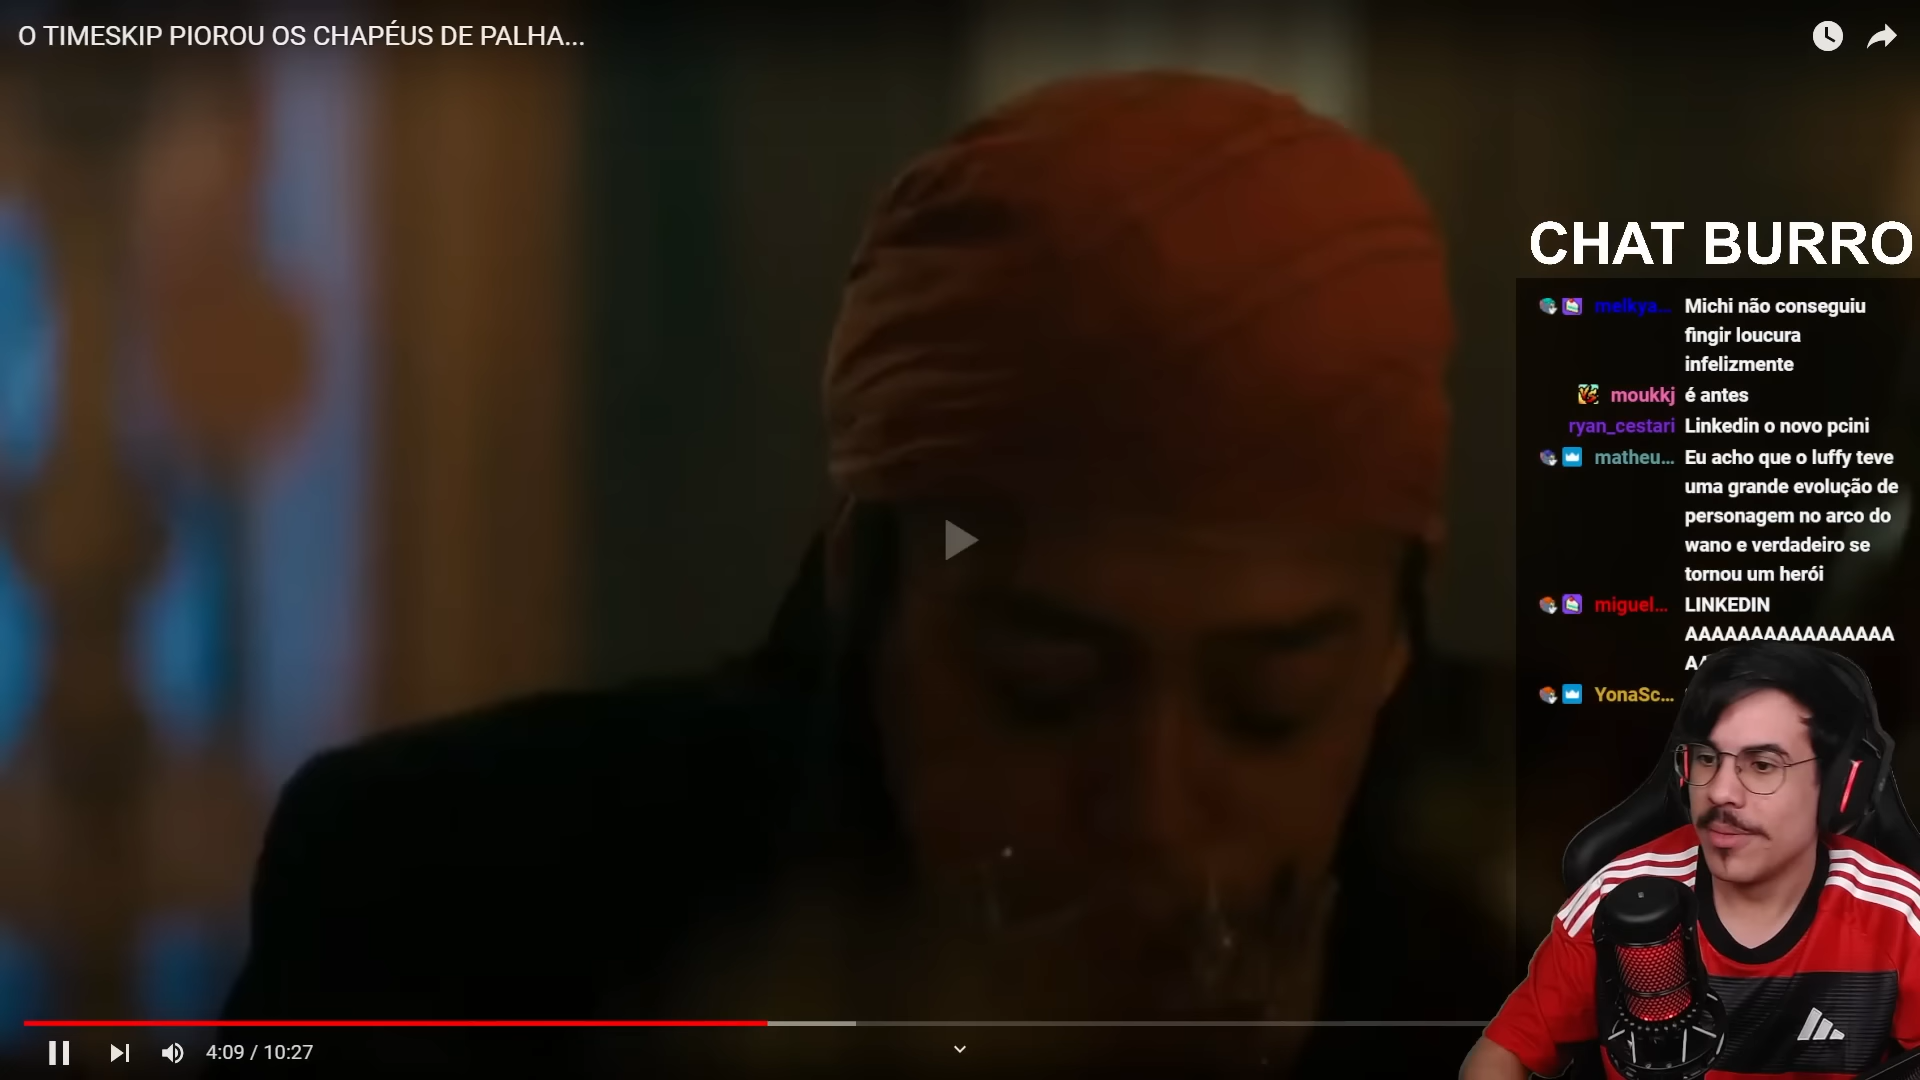 O TIMESKIP PIOROU OS CHAPÉUS DE PALHA...
CHAT BURRO
melkya... Michi não conseguiu
fingir loucura
infelizmente
moukkj é antes
ryan_cestari Linkedin o novo pcini
matheu... Eu acho que o luffy teve
uma grande evolução de
personagem no arco do
wano e verdadeiro se
tornou um herói
miguel... LINKEDIN
AAAAAAAAAAAAAAAA
YonaSc...
4:09 / 10:27